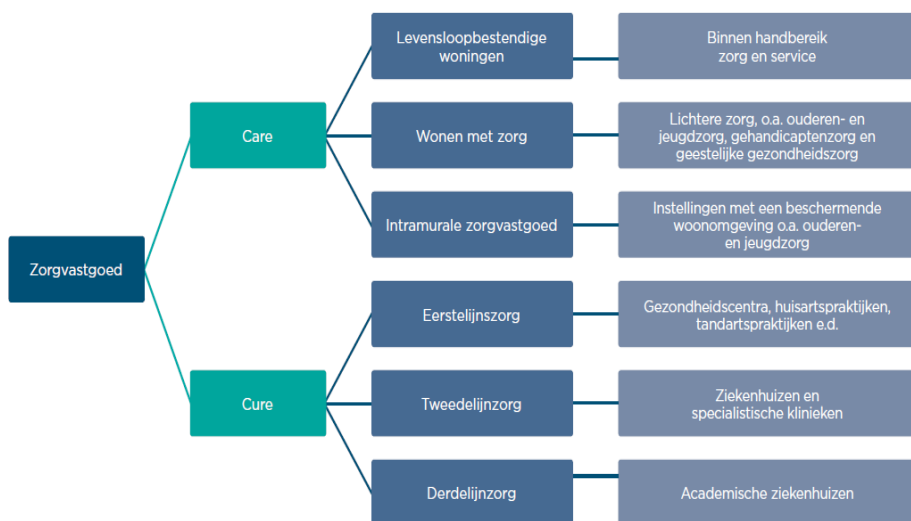 Levensloopbestendige
woningen
Binnen handbereik
zorg en service
Care
Wonen met zorg
Lichtere zorg, o.a. ouderen- en
jeugdzorg, gehandicaptenzorg en
geestelijke gezondheidszorg
Intramurale zorgvastgoed
Instellingen met een beschermende
woonomgeving o.a. ouderen-
en jeugdzorg
Zorgvastgoed
Eerstelijnszorg
Gezondheidscentra, huisartspraktijken,
tandartspraktijken e.d.
Cure
Tweedelijnzorg
Ziekenhuizen en
specialistische klinieken
Derdelijnzorg
Academische ziekenhuizen